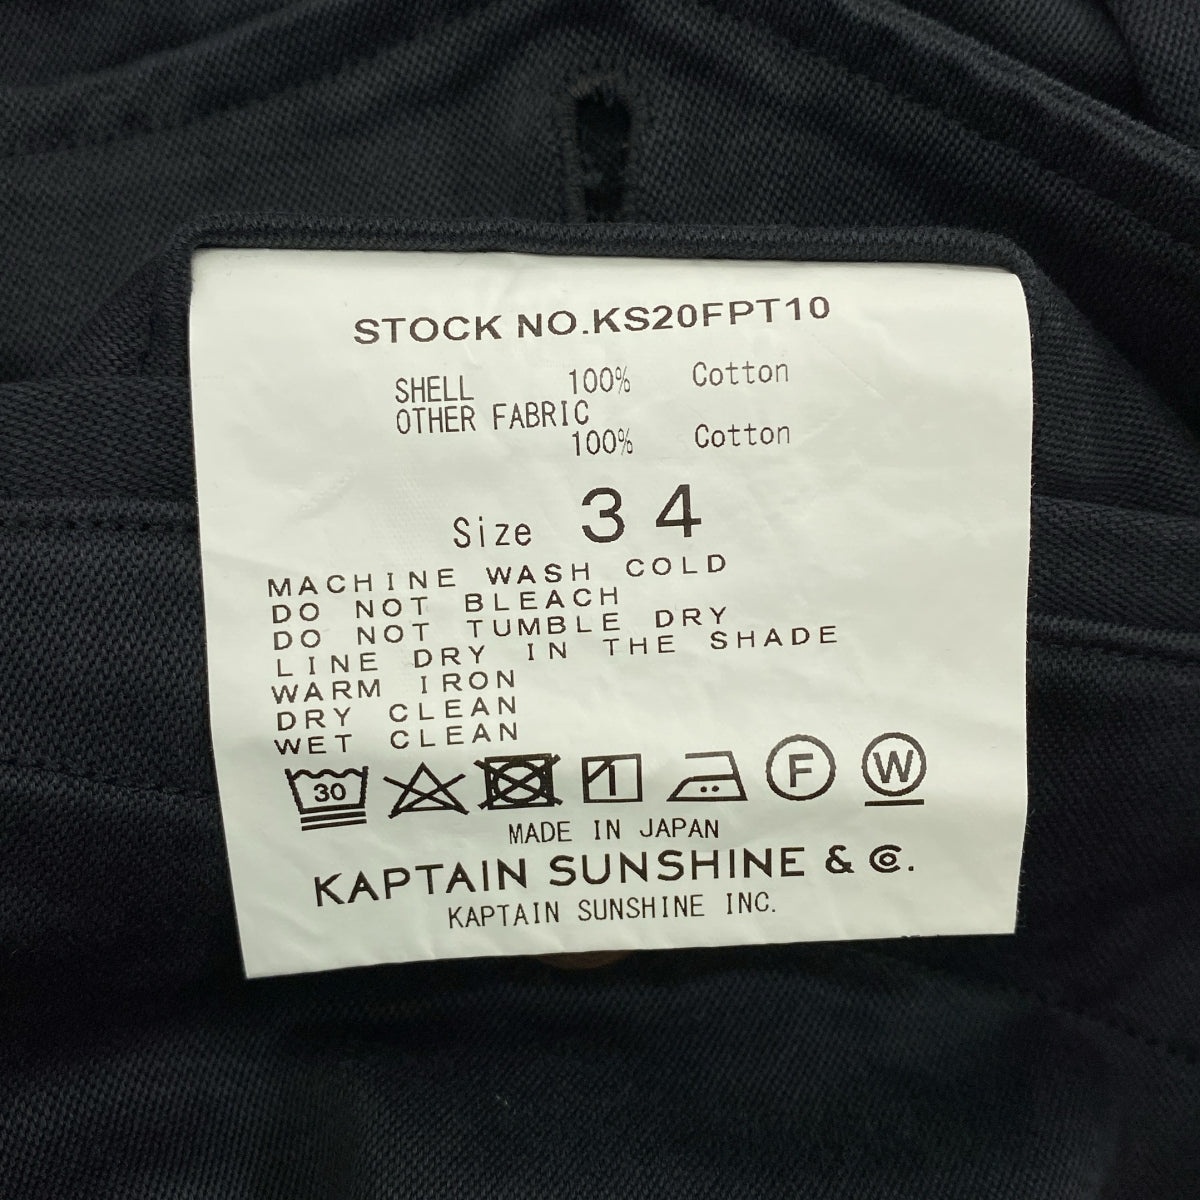 STOCK NO.KS20FPT10
SHELL 100% Cotton
OTHER FABRIC
100% Cotton
Size 34
MACHINE WASH COLD
DO NOT BLEACH
DO NOT TUMBLE DRY
LINE DRY IN THE SHADE
WARM IRON
DRY CLEAN
WET CLEAN
30 F W
MADE IN JAPAN
KAPTAIN SUNSHINE & Co.
KAPTAIN SUNSHINE INC.